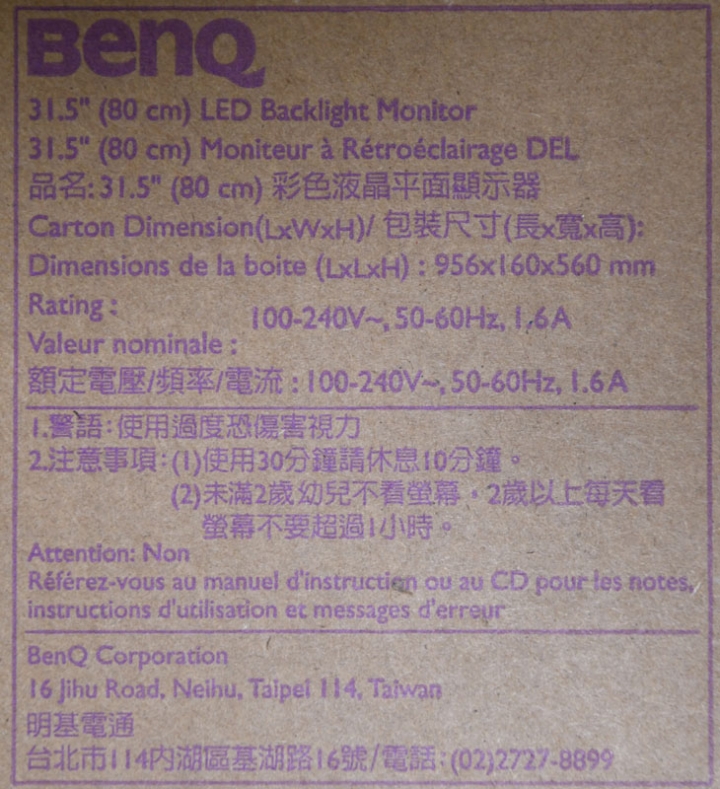 BenQ
31.5" (80 cm) LED Backlight Monitor
31.5" (80 cm) Moniteur à Rétroéclairage DEL
品名: 31.5" (80 cm) 彩色液晶平面顯示器
Carton Dimension(LxWxH)/ 包裝尺寸(長x寬x高):
Dimensions de la boite (LxLxH) : 956x160x560 mm
Rating :
100-240V~, 50-60Hz, 1.6A
Valeur nominale :
額定電壓/頻率/電流 : 100-240V~, 50-60Hz, 1.6A
1.警語:使用過度恐傷害視力
2.注意事項:(1)使用30分鐘請休息10分鐘。
(2)未滿2歲幼兒不看螢幕，2歲以上每天看
螢幕不要超過1小時。
Attention: Non
Référez-vous au manuel d'instruction ou au CD pour les notes,
instructions d'utilisation et messages d'erreur
BenQ Corporation
16 Jihu Road, Neihu, Taipei 114, Taiwan
明基電通
台北市114內湖區基湖路16號/電話:(02)2727-8899